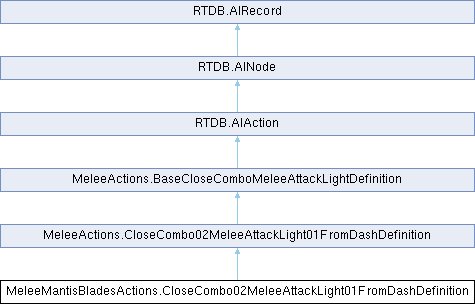 RTDB.AIRecord
RTDB.AINode
RTDB.AIAction
MeleeActions.BaseCloseComboMeleeAttackLightDefinition
MeleeActions.CloseCombo02MeleeAttackLight01FromDashDefinition
MeleeMantisBladesActions.CloseCombo02MeleeAttackLight01FromDashDefinition